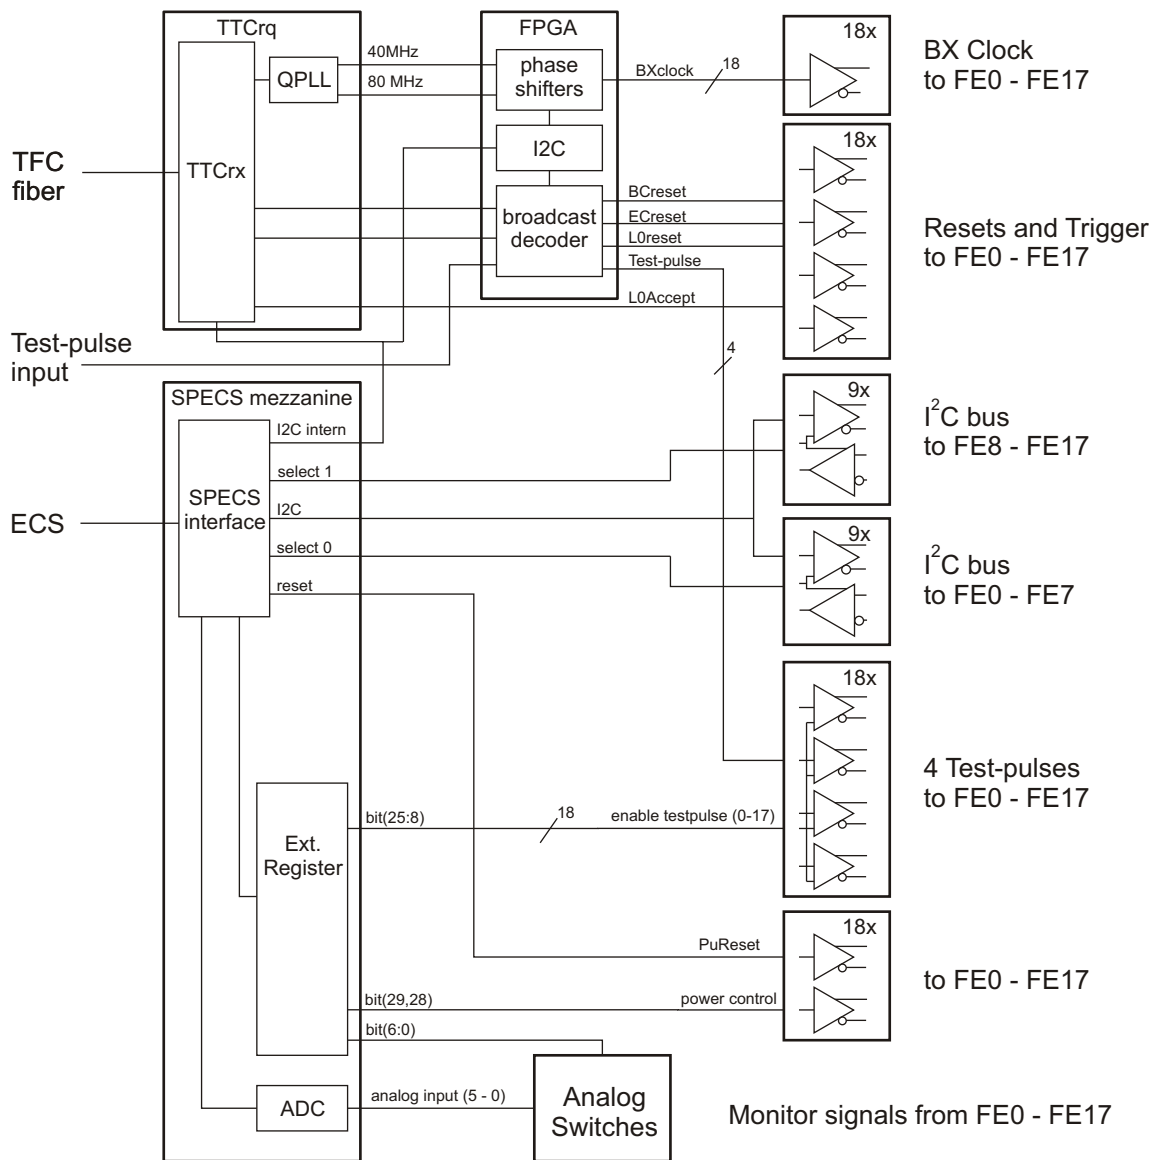 TTCrq
FPGA
18x
40MHz
QPLL
80 MHz
phase
shifters
BXclock
18
BX Clock
to FE0 - FE17
TFC
fiber
TTCrx
I2C
18x
broadcast
decoder
BCreset
ECreset
L0reset
Test-pulse
L0Accept
Resets and Trigger
to FE0 - FE17
Test-pulse
input
4
SPECS mezzanine
I2C intern
select 1
I2C
select 0
reset
SPECS
interface
ECS
9x
I²C bus
to FE8 - FE17
9x
I²C bus
to FE0 - FE7
18x
4 Test-pulses
to FE0 - FE17
bit(25:8)
18
enable testpulse (0-17)
Ext.
Register
18x
PuReset
to FE0 - FE17
bit(29,28)
power control
bit(6:0)
ADC
analog input (5 - 0)
Analog
Switches
Monitor signals from FE0 - FE17